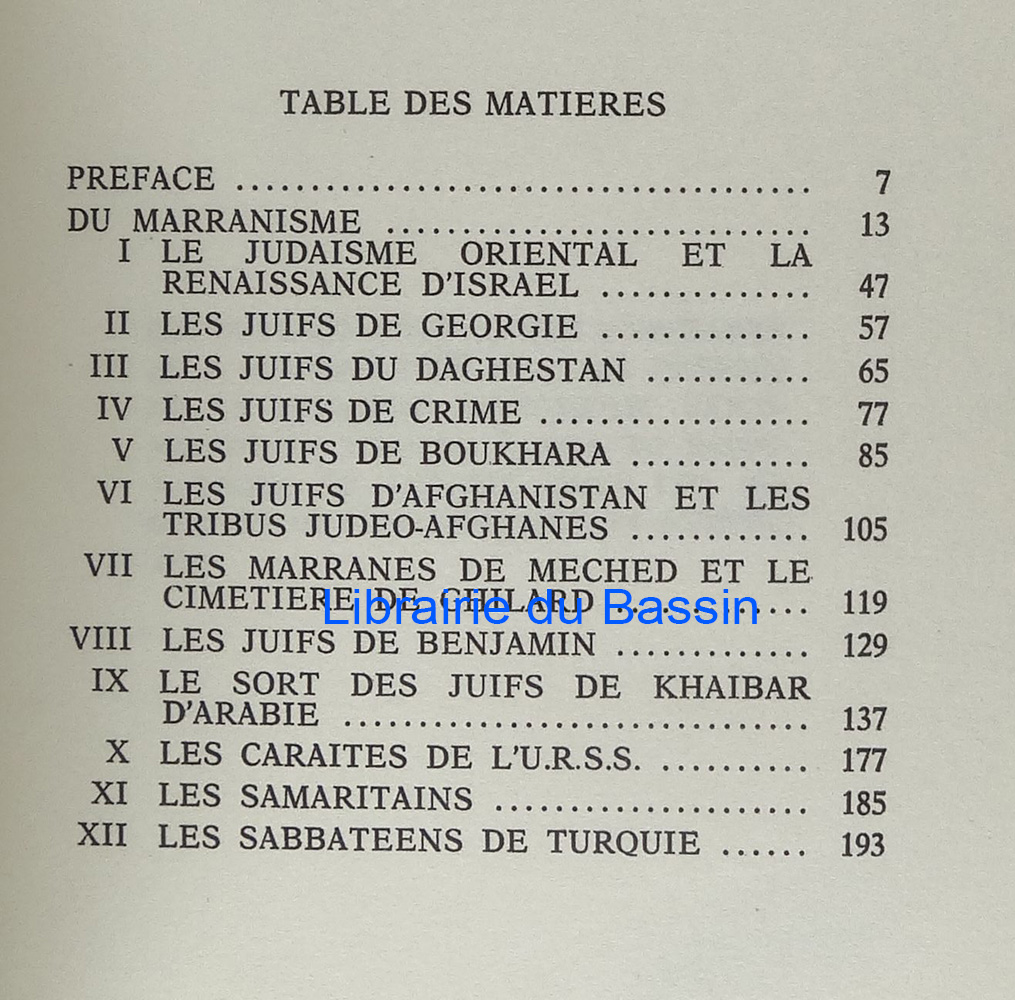 TABLE DES MATIERES
PREFACE ....................................... 7
DU MARRANISME ............................. 13
I LE JUDAISME ORIENTAL ET LA
RENAISSANCE D'ISRAEL ............... 47
II LES JUIFS DE GEORGIE ............... 57
III LES JUIFS DU DAGHESTAN ........... 65
IV LES JUIFS DE CRIME ................... 77
V LES JUIFS DE BOUKHARA ............ 85
VI LES JUIFS D'AFGHANISTAN ET LES
TRIBUS JUDEO-AFGHANES ............ 105
VII LES MARRANES DE MECHED ET LE
CIMETIERE DE GHILARD ............ 119
Librairie du Bassin
VIII LES JUIFS DE BENJAMIN ............. 129
IX LE SORT DES JUIFS DE KHAIBAR
D'ARABIE ................................ 137
X LES CARAITES DE L'U.R.S.S. .......... 177
XI LES SAMARITAINS ..................... 185
XII LES SABBATEENS DE TURQUIE ...... 193